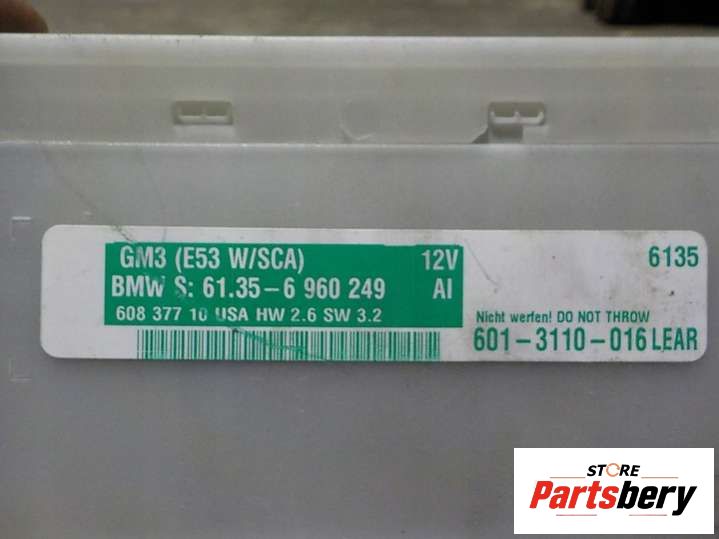 GM3 (E53 W/SCA) 12V
BMW S: 61.35-6 960 249 AI
608 377 10 USA HW 2.6 SW 3.2
6135
Nicht werfen! DO NOT THROW
601-3110-016 LEAR
STORE
Partsbery